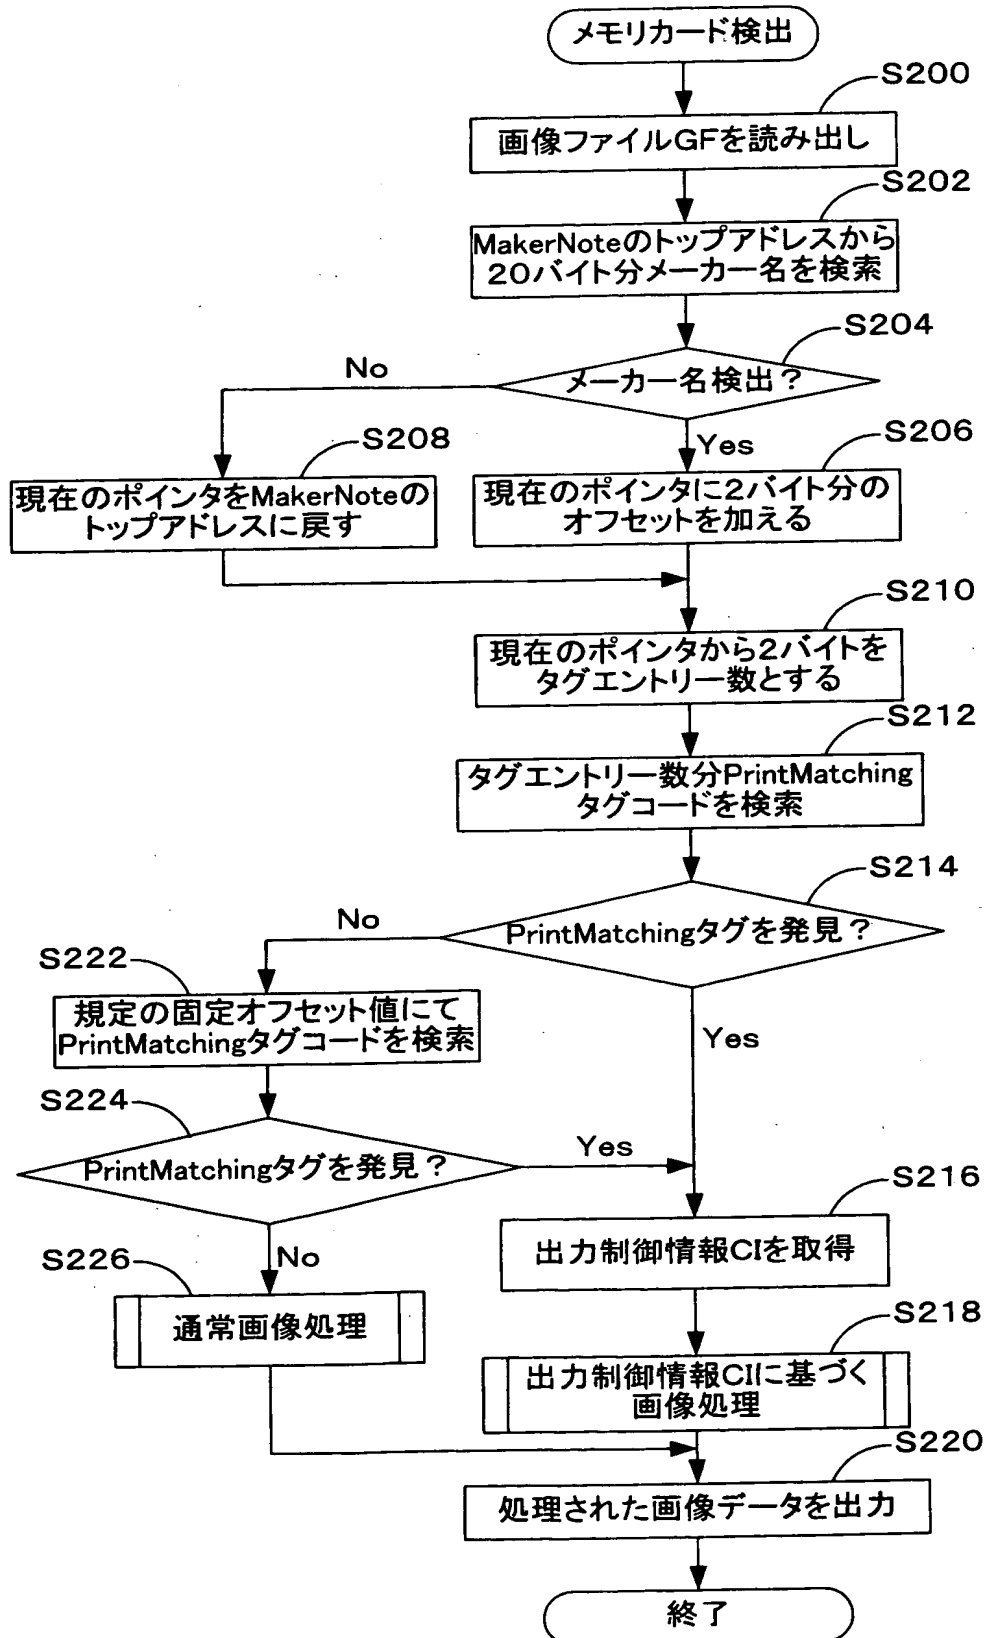 メモリカード検出
S200
画像ファイルGFを読み出し
S202
MakerNoteのトップアドレスから
20バイト分メーカー名を検索
S204
メーカー名検出？
No
Yes
S208
現在のポインタをMakerNoteの
トップアドレスに戻す
S206
現在のポインタに2バイト分の
オフセットを加える
S210
現在のポインタから2バイトを
タグエントリー数とする
S212
タグエントリー数分PrintMatching
タグコードを検索
S214
PrintMatchingタグを発見？
No
Yes
S222
規定の固定オフセット値にて
PrintMatchingタグコードを検索
S224
PrintMatchingタグを発見？
Yes
No
S216
出力制御情報CIを取得
S226
通常画像処理
S218
出力制御情報CIに基づく
画像処理
S220
処理された画像データを出力
終了